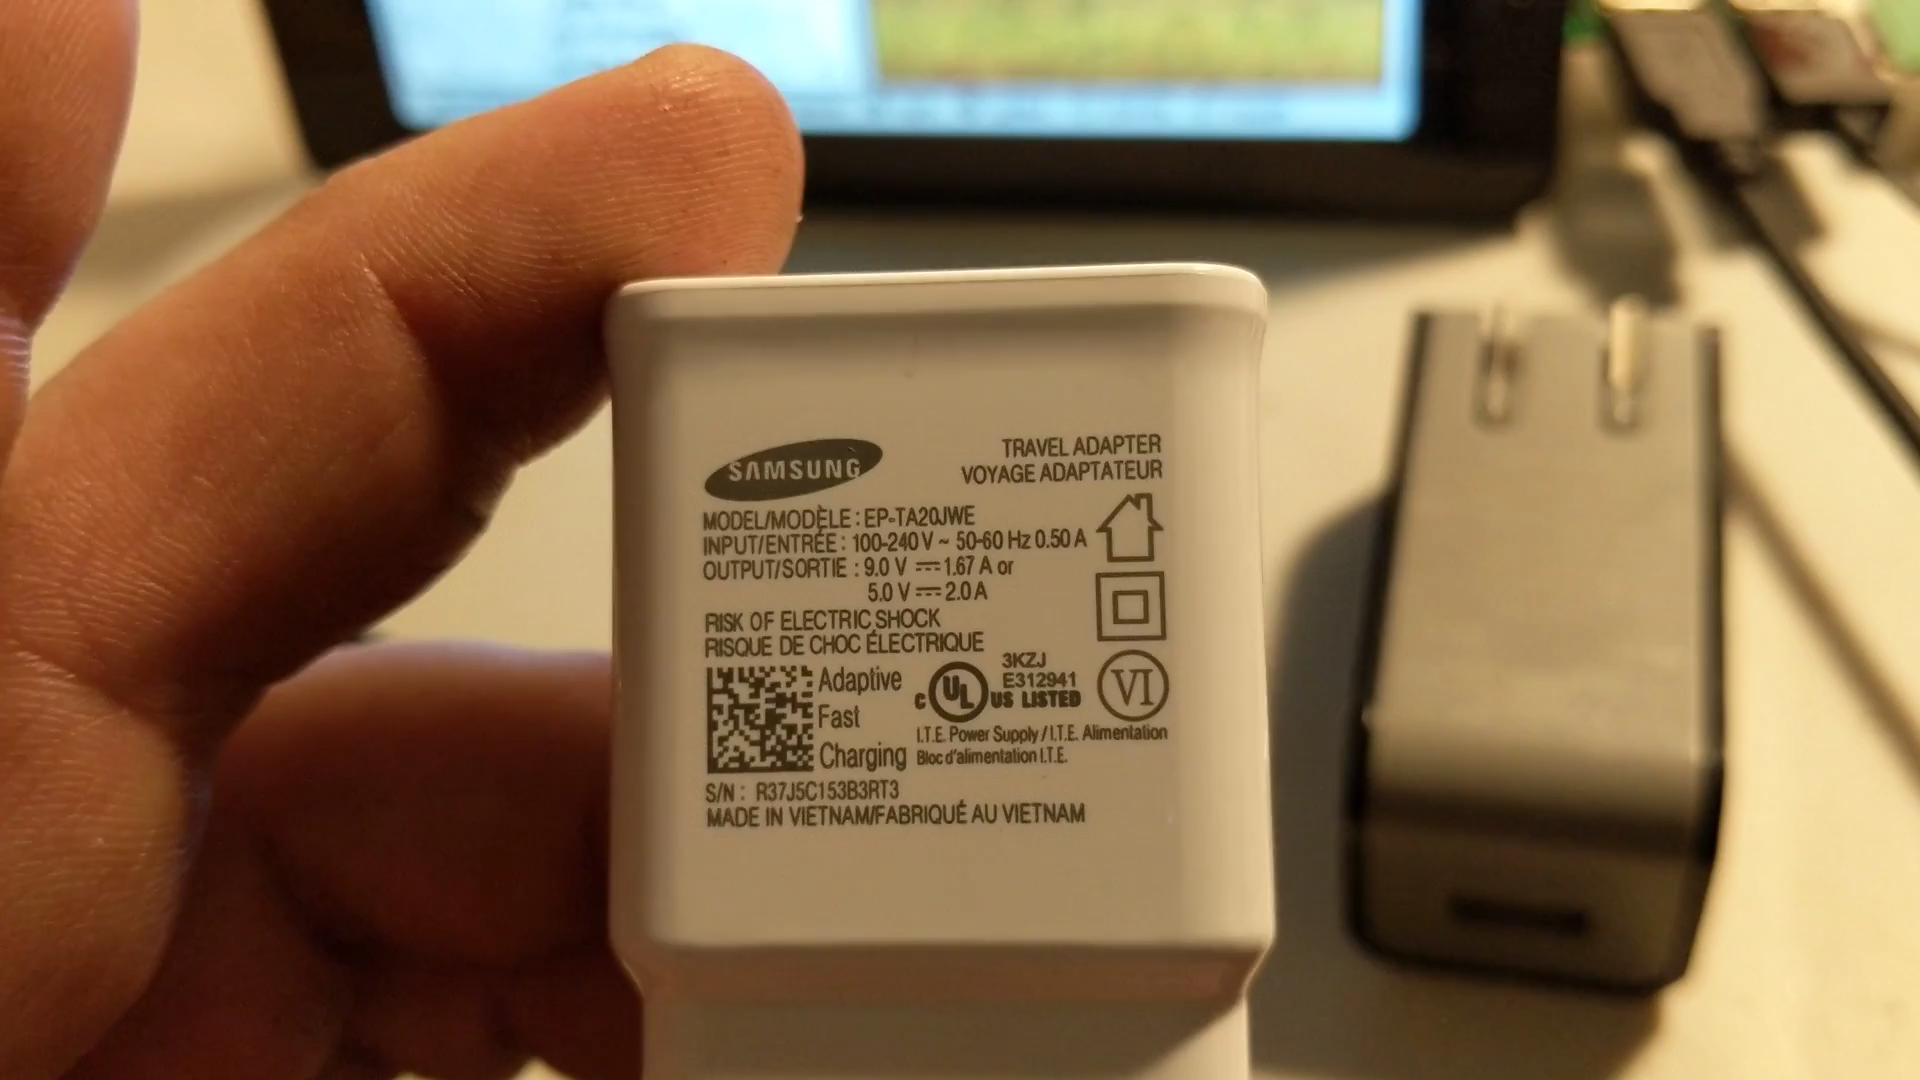 SAMSUNG
TRAVEL ADAPTER
VOYAGE ADAPTATEUR
MODEL/MODÈLE : EP-TA20JWE
INPUT/ENTRÉE : 100-240 V ~ 50-60 Hz 0.50 A
OUTPUT/SORTIE : 9.0 V ⎓ 1.67 A or
5.0 V ⎓ 2.0 A
RISK OF ELECTRIC SHOCK
RISQUE DE CHOC ÉLECTRIQUE
Adaptive
Fast
Charging
3KZJ
E312941
C UL US LISTED
VI
I.T.E. Power Supply / I.T.E. Alimentation
Bloc d'alimentation I.T.E.
S/N : R37J5C153B3RT3
MADE IN VIETNAM/FABRIQUÉ AU VIETNAM